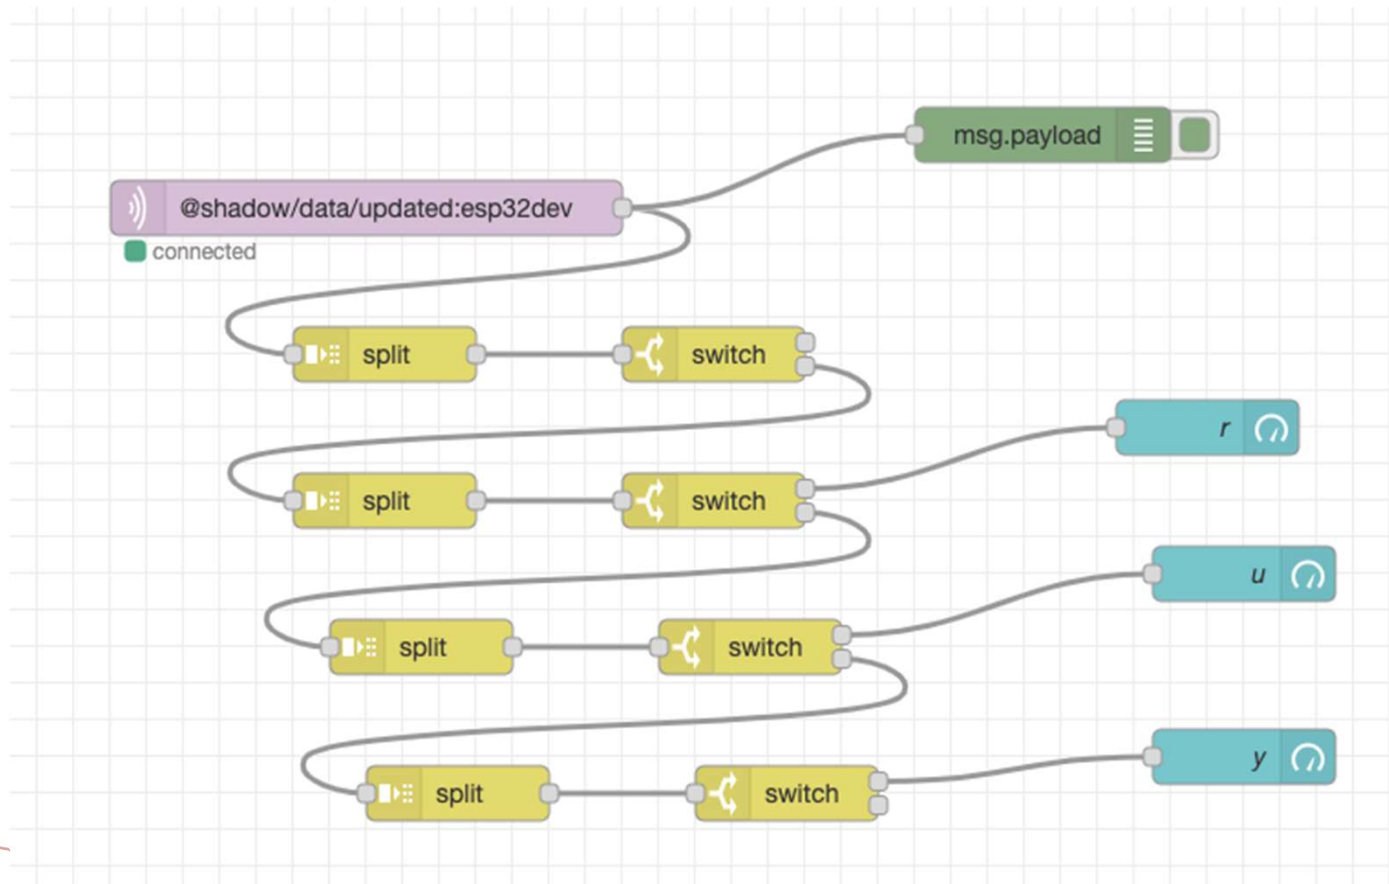 msg.payload
@shadow/data/updated:esp32dev
connected
split
switch
r
split
switch
u
split
switch
y
split
switch